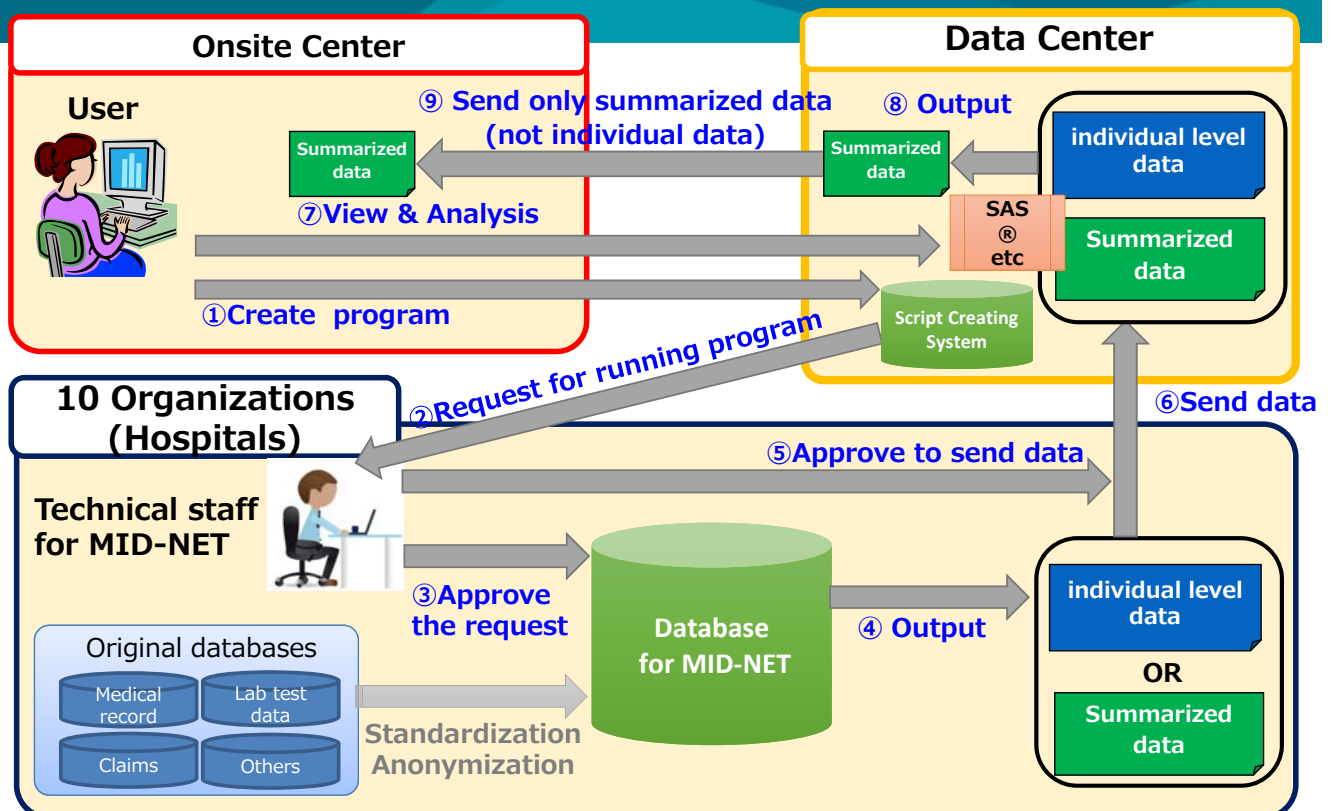 Onsite Center
User
⑨ Send only summarized data
(not individual data)
Summarized
data
⑦View & Analysis
①Create  program
Data Center
⑧ Output
individual level
data
Summarized
data
SAS
®
etc
Summarized
data
Script Creating
System
②Request for running program
⑥Send data
10 Organizations
(Hospitals)
Technical staff
for MID-NET
⑤Approve to send data
③Approve
the request
Database
for MID-NET
④ Output
individual level
data
OR
Summarized
data
Original databases
Medical
record
Lab test
data
Claims
Others
Standardization
Anonymization